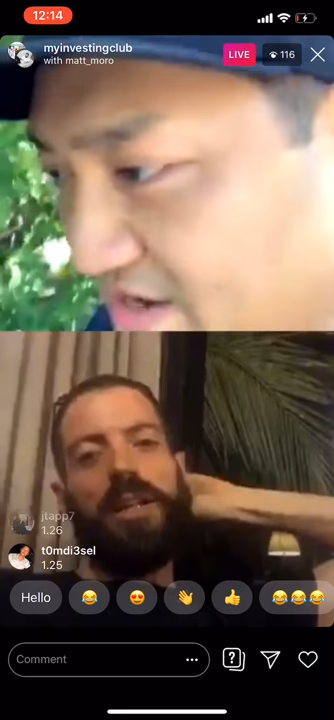 12:14
myinvestingclub
with matt_moro
LIVE
116
jtapp7
1.26
t0mdi3sel
1.25
Hello
Comment